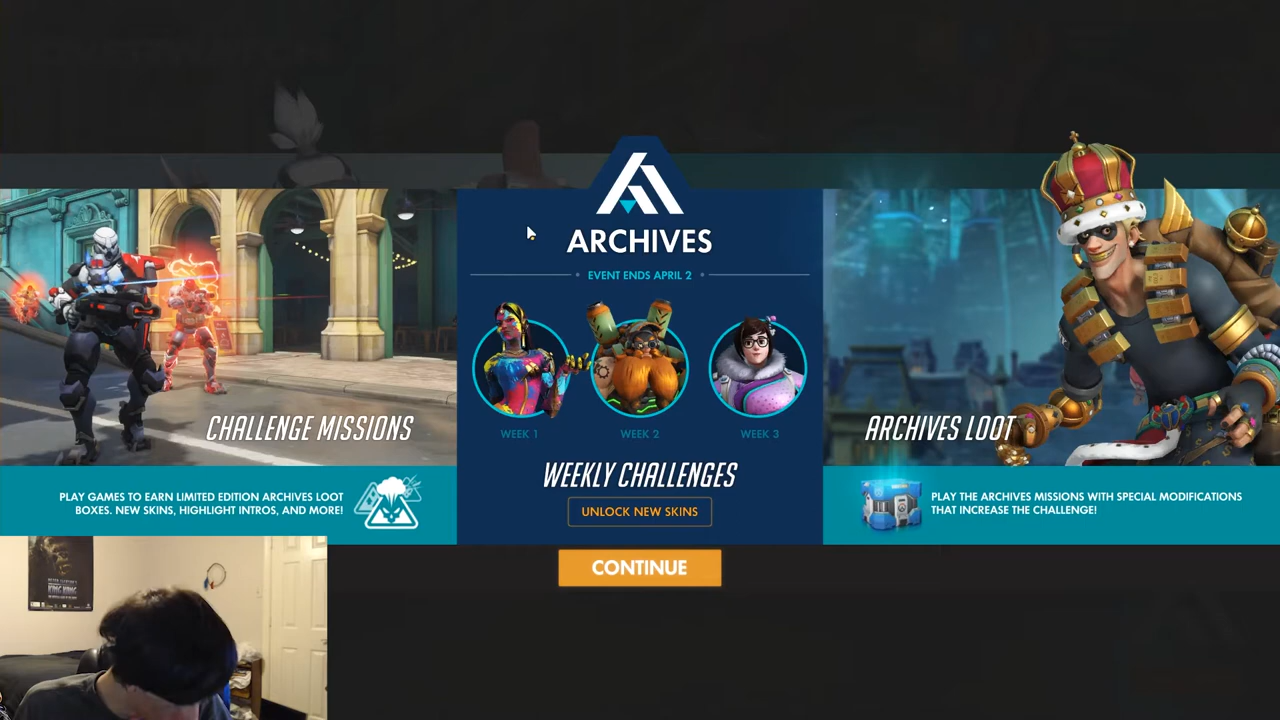 ARCHIVES
EVENT ENDS APRIL 2
WEEK 1
WEEK 2
WEEK 3
WEEKLY CHALLENGES
UNLOCK NEW SKINS
CHALLENGE MISSIONS
PLAY GAMES TO EARN LIMITED EDITION ARCHIVES LOOT
BOXES. NEW SKINS, HIGHLIGHT INTROS, AND MORE!
ARCHIVES LOOT
PLAY THE ARCHIVES MISSIONS WITH SPECIAL MODIFICATIONS
THAT INCREASE THE CHALLENGE!
CONTINUE
KING KONG